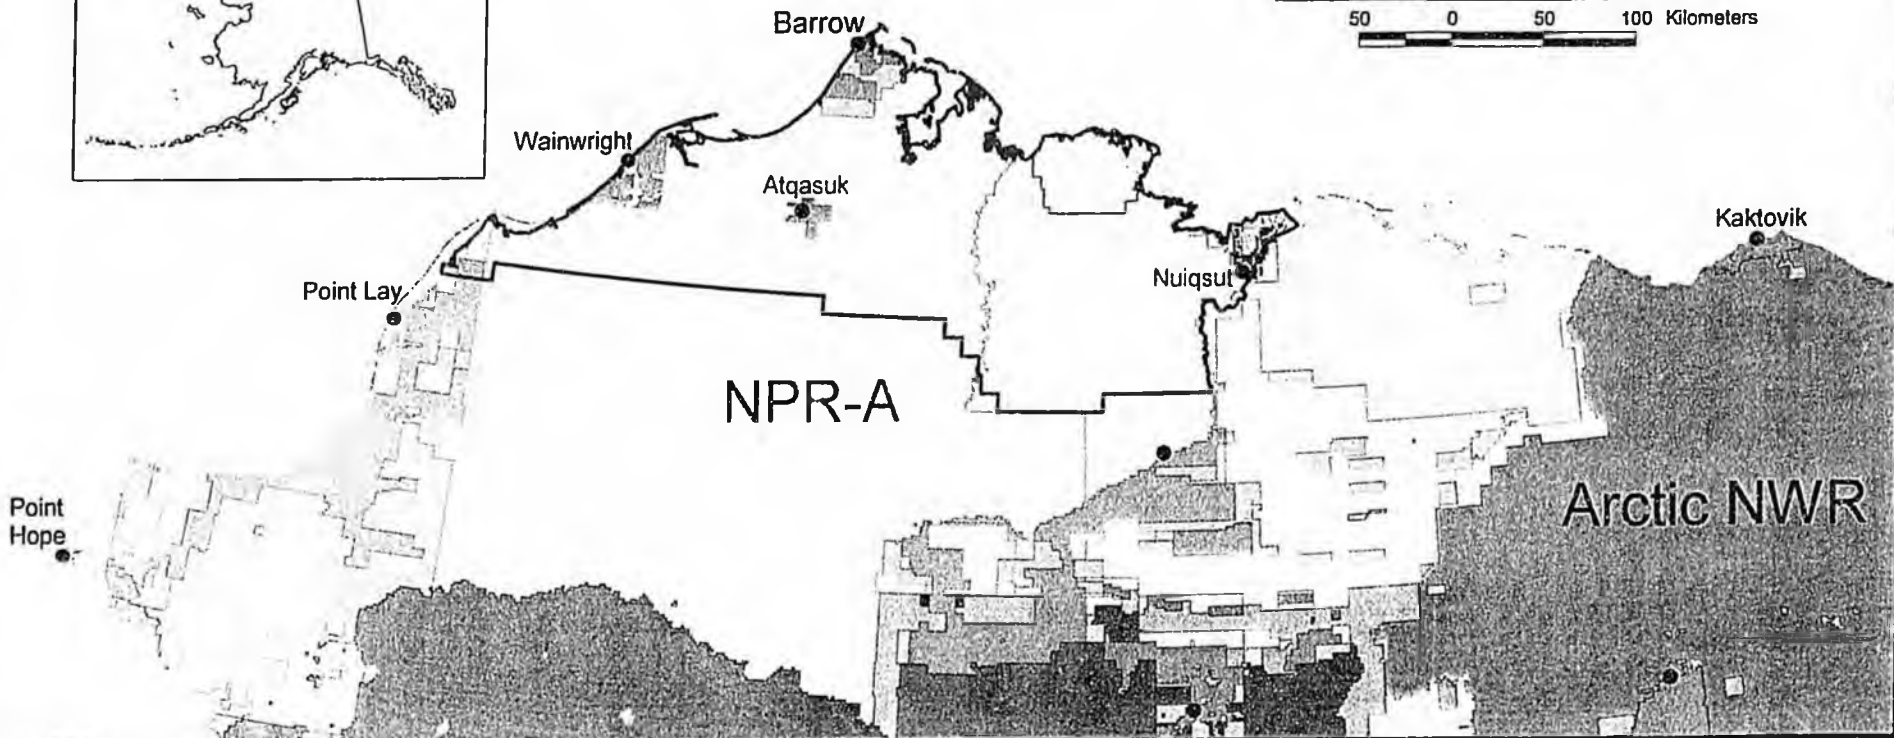 50 0 50 100 Kilometers
Barrow
Wainwright
Atqasuk
Kaktovik
Nuiqsut
Point Lay
NPR-A
Arctic NWR
Point
Hope